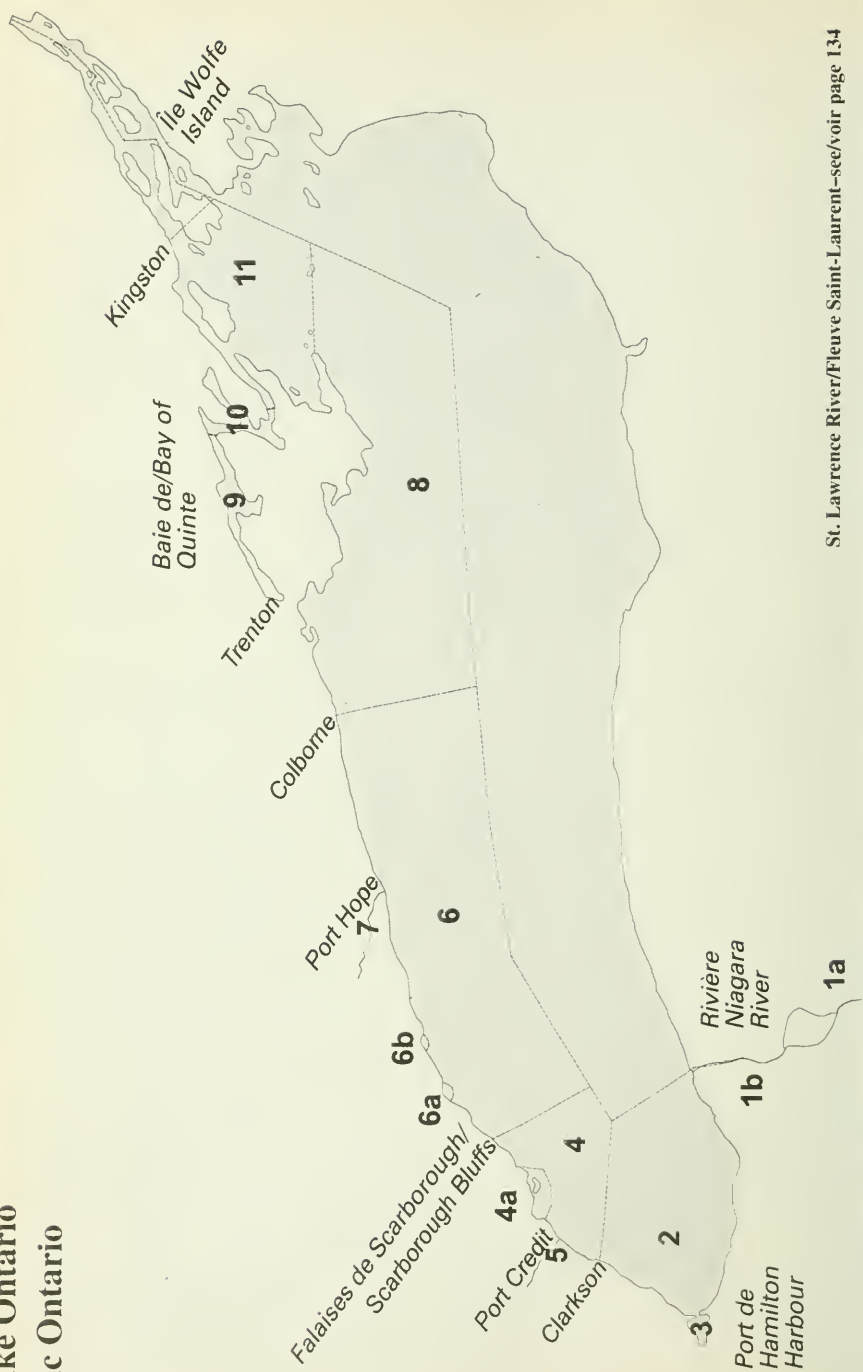 ke Ontario
c Ontario
Île Wolfe
Island
Kingston
11
Baie de/Bay of
Quinte
10
9
8
Trenton
Colborne
Port Hope
7
6
6b
6a
Falaises de Scarborough/
Scarborough Bluffs
4
4a
Port Credit
5
Clarkson
2
3
Port de
Hamilton
Harbour
Rivière
Niagara
River
1b
1a
St. Lawrence River/Fleuve Saint-Laurent–see/voir page 134